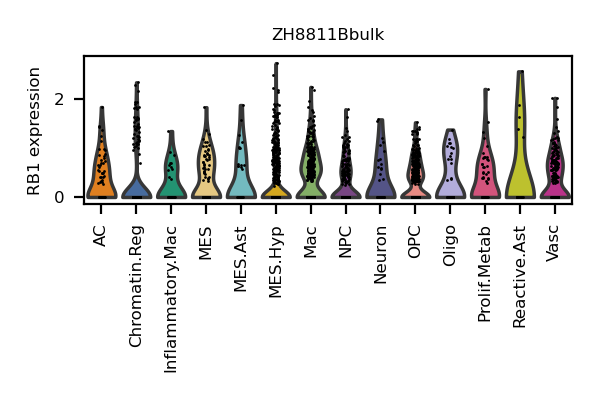 ZH8811Bbulk
RB1 expression
2
0
AC
Chromatin.Reg
Inflammatory.Mac
MES
MES.Ast
MES.Hyp
Mac
NPC
Neuron
OPC
Oligo
Prolif.Metab
Reactive.Ast
Vasc